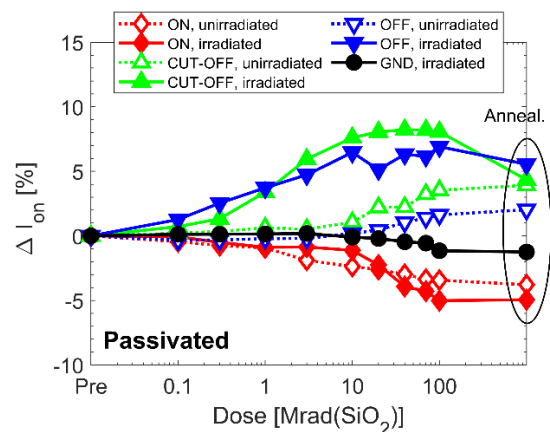 ON, unirradiated
ON, irradiated
CUT-OFF, unirradiated
CUT-OFF, irradiated
OFF, unirradiated
OFF, irradiated
GND, irradiated
15
10
5
0
-5
-10
Δ I_on [%]
Anneal.
Passivated
Pre 0.1 1 10 100
Dose [Mrad(SiO₂)]